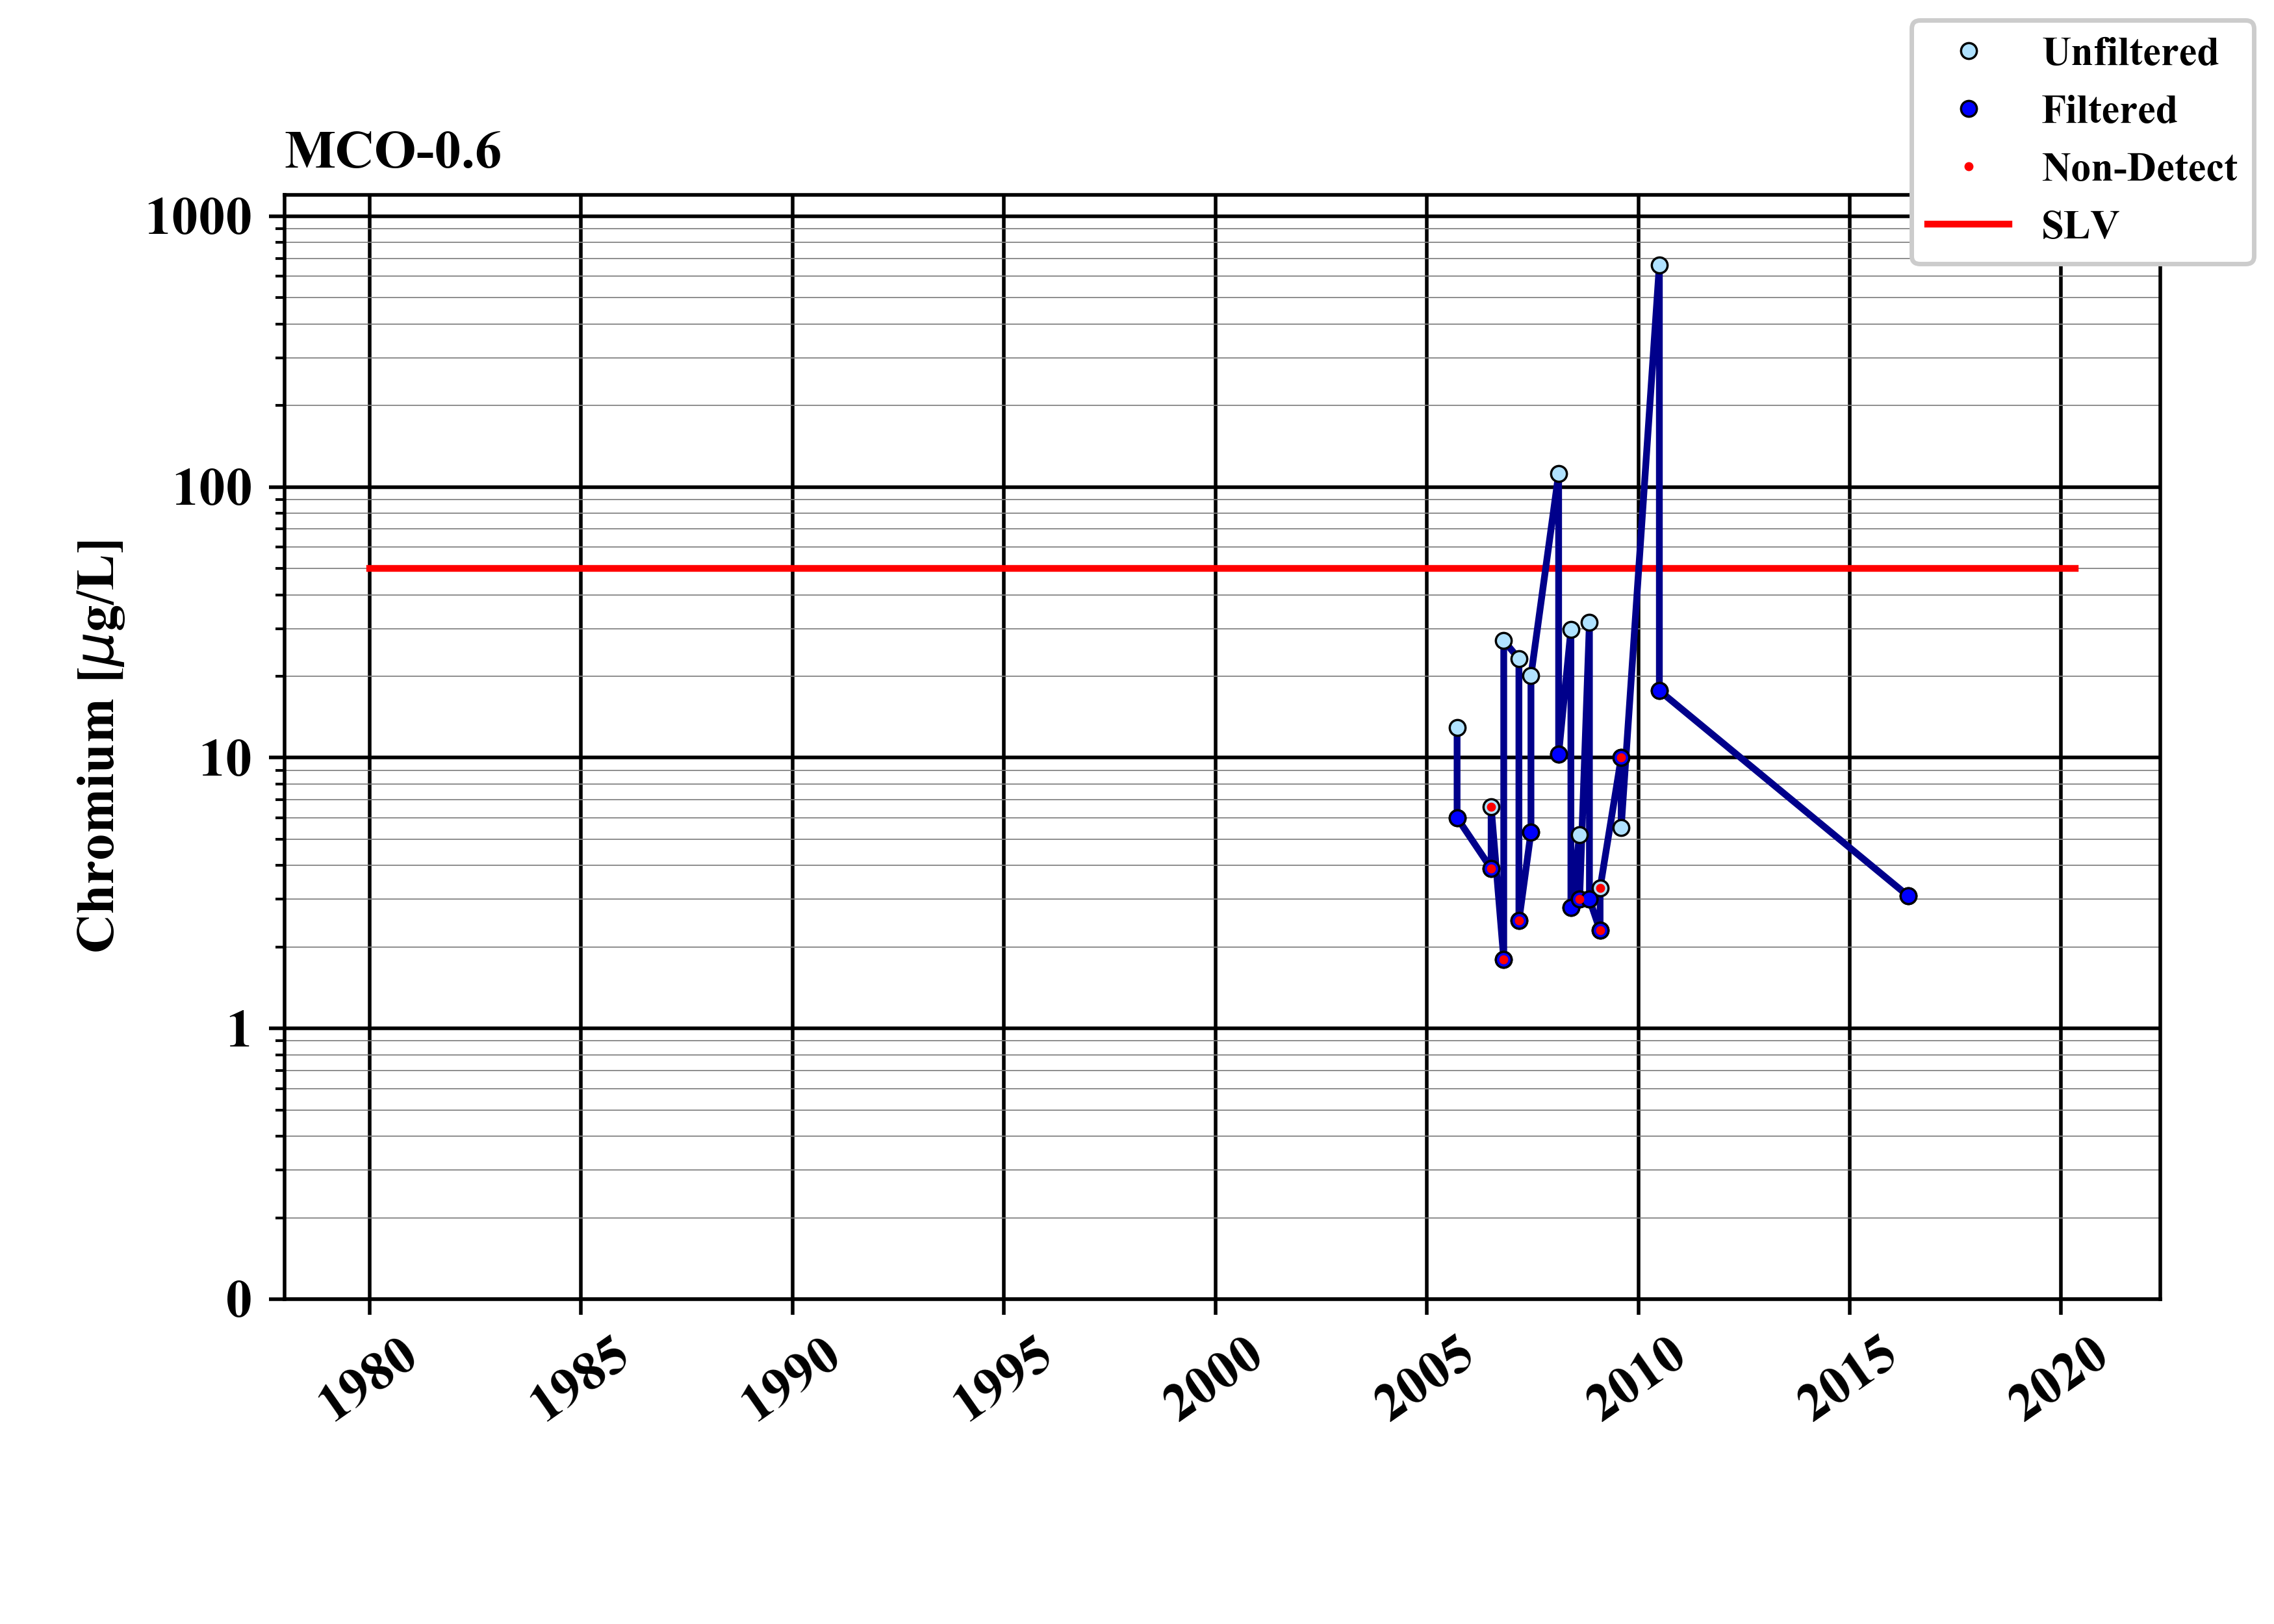 Unfiltered
Filtered
Non-Detect
SLV
MCO-0.6
1000
100
10
1
0
Chromium [μg/L]
1980
1985
1990
1995
2000
2005
2010
2015
2020